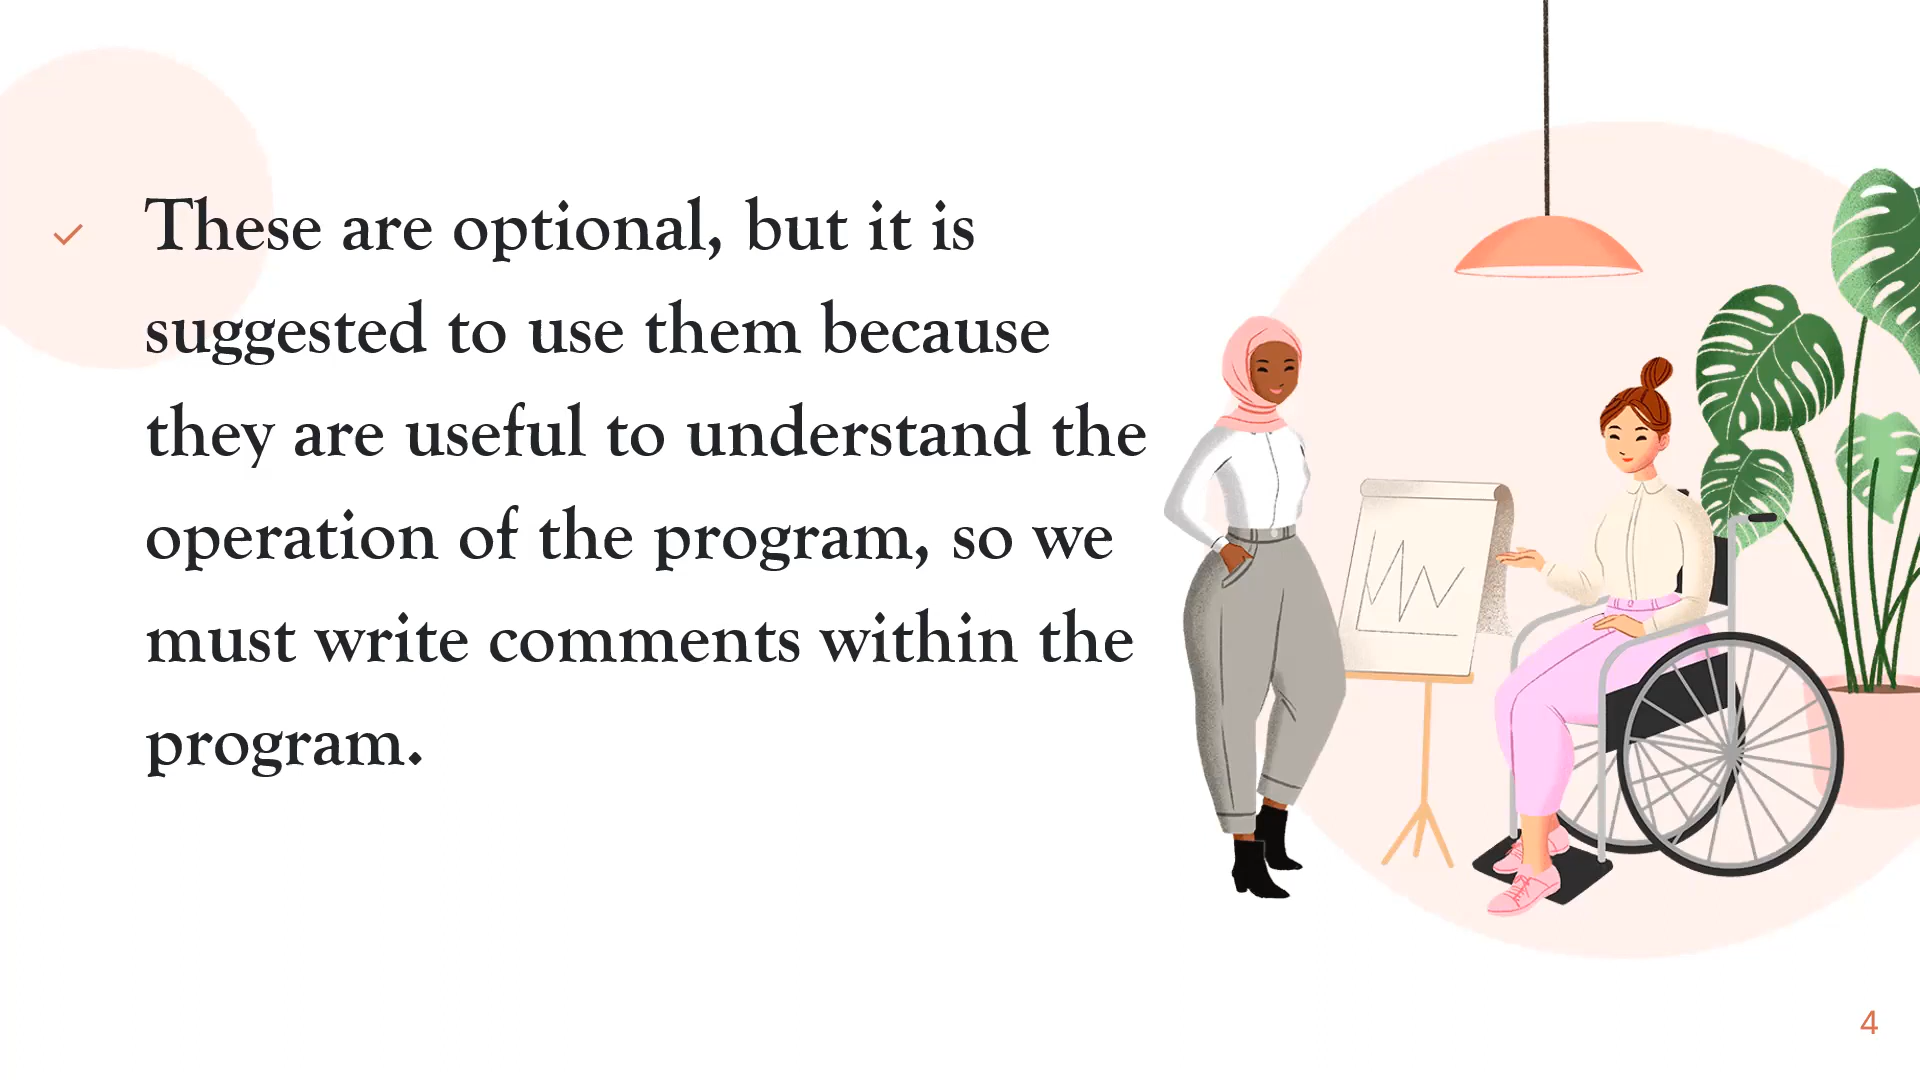 These are optional, but it is
suggested to use them because
they are useful to understand the
operation of the program, so we
must write comments within the
program.
4